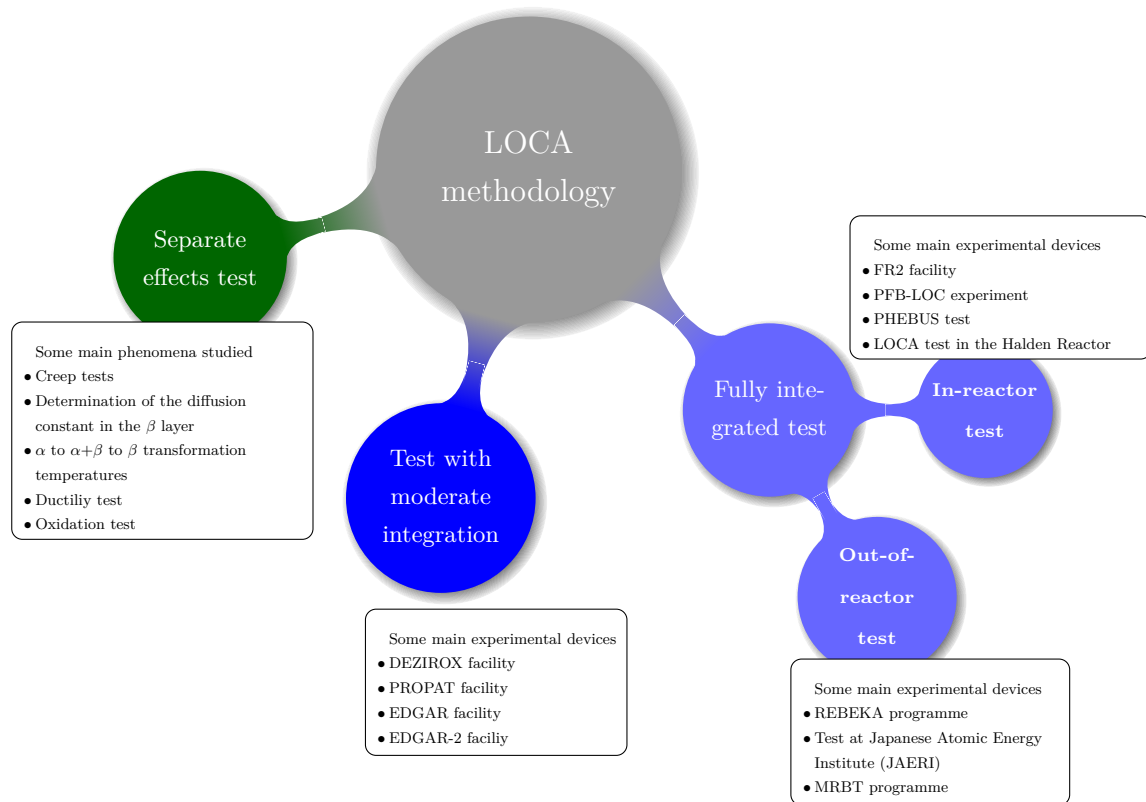 LOCA
methodology
Separate
effects test
Some main phenomena studied
• Creep tests
• Determination of the diffusion
constant in the β layer
• α to α+β to β transformation
temperatures
• Ductiliy test
• Oxidation test
Test with
moderate
integration
Some main experimental devices
• DEZIROX facility
• PROPAT facility
• EDGAR facility
• EDGAR-2 faciliy
Fully inte-
grated test
Some main experimental devices
• FR2 facility
• PFB-LOC experiment
• PHEBUS test
• LOCA test in the Halden Reactor
In-reactor
test
Out-of-
reactor
test
Some main experimental devices
• REBEKA programme
• Test at Japanese Atomic Energy
Institute (JAERI)
• MRBT programme